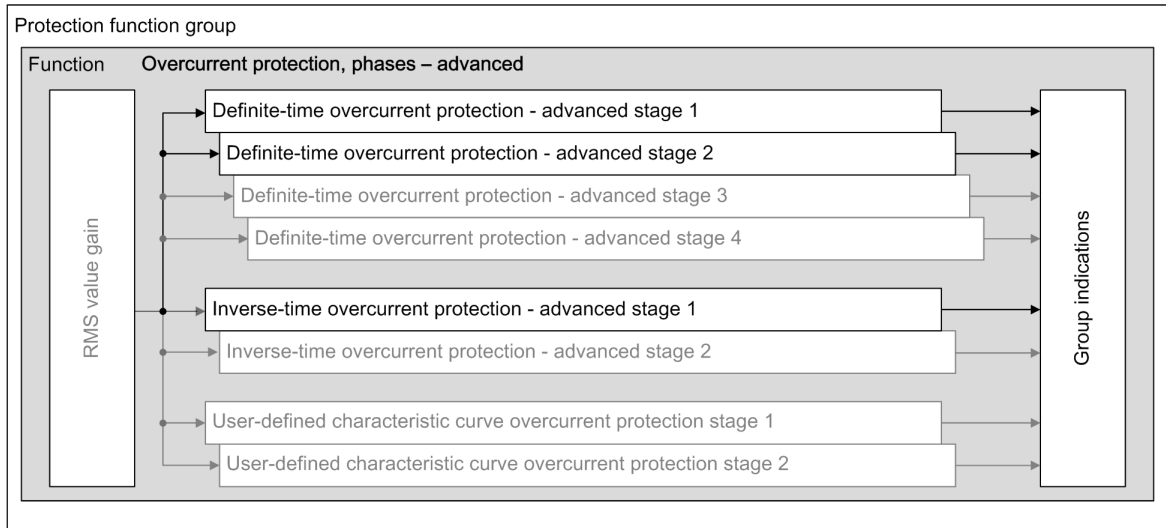 Protection function group
Function Overcurrent protection, phases – advanced
RMS value gain
Definite-time overcurrent protection - advanced stage 1
Definite-time overcurrent protection - advanced stage 2
Definite-time overcurrent protection - advanced stage 3
Definite-time overcurrent protection - advanced stage 4
Inverse-time overcurrent protection - advanced stage 1
Inverse-time overcurrent protection - advanced stage 2
User-defined characteristic curve overcurrent protection stage 1
User-defined characteristic curve overcurrent protection stage 2
Group indications